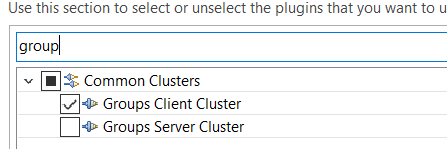 Use this section to select or unselect the plugins that you want to u
group
Common Clusters
Groups Client Cluster
Groups Server Cluster